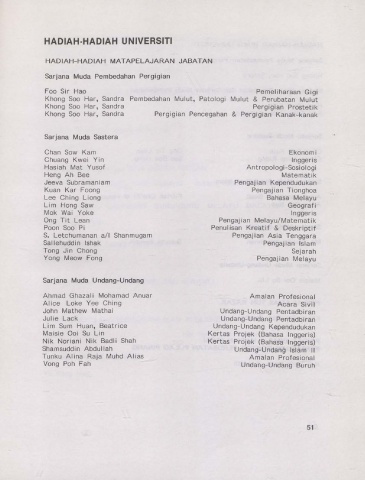 HADIAH-HADIAH UNIVERSITI
HADIAH-HADIAH MATAPELAJARAN JABATAN
Sarjana Muda Pembedahan Pergigian
Foo Sir Hao Pemeliharaan Gigi
Khong Soo Har, Sandra Pembedahan Mulut, Patologi Mulut & Perubatan Mulut
Khong Soo Har, Sandra Pergigian Prostetik
Khong Soo Har, Sandra Pergigian Pencegahan & Pergigian Kanak-kanak
Sarjana Muda Sastera
Chan Sow Kam Ekonomi
Chuang Kwei Yin Inggeris
Hasiah Mat Yusof Antropologi-Sosiologi
Heng Ah Bee Matematik
Jeeva Subramaniam Pengajian Kependudukan
Kuan Kar Foong Pengajian Tionghoa
Lee Ching Liong Bahasa Melayu
Lim Hong Saw Geografi
Mak Wai Yoke Inggeris
Ong Tit Lean Pengajian Melayu/Matematik
Poon Soo Pi Penulisan Kreatif & Deskriptif
S. Letchumanan a/l Shanmugam Pengajian Asia Tenggara
Sallehuddin Ishak Pengajian Islam
Tong Jin Chong Sejarah
Yong Meow Fong Pengajian Melayu
Sarjana Muda Undang-Undang
Ahmad Ghazali Mohamad Anuar Amalan Profesional
Alice Loke Yee Ching Acara Sivil
John Mathew Mathai Undang-Undang Pentadbiran
Julie Lack Undang-Undang Pentadbiran
Lim Sum Huan, Beatrice Undang-Undang Kependudukan
Maisie Ooi Su Lin Kertas Projek (Bahasa Inggeris)
Nik Noriani Nik Badli Shah Kertas Projek (Bahasa Inggeris)
Shamsuddin Abdullah Undang-Undang Islam II
Tunku Alina Raja Muhd Alias Amalan Profesional
Vong Poh Fah Undang-Undang Buruh
51